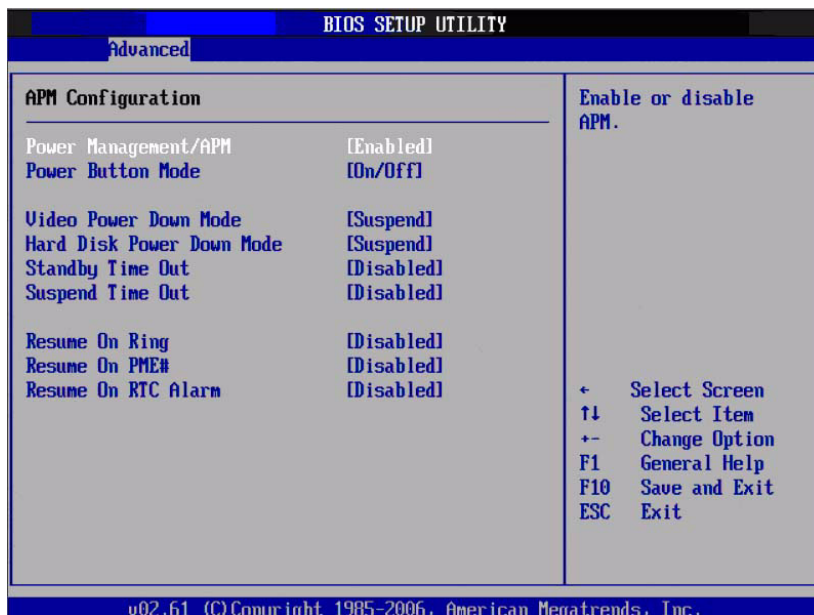 BIOS SETUP UTILITY
Advanced
APM Configuration
Power Management/APM [Enabled]
Power Button Mode [On/Off]
Video Power Down Mode [Suspend]
Hard Disk Power Down Mode [Suspend]
Standby Time Out [Disabled]
Suspend Time Out [Disabled]
Resume On Ring [Disabled]
Resume On PME# [Disabled]
Resume On RTC Alarm [Disabled]
Enable or disable
APM.
← Select Screen
↑↓ Select Item
+- Change Option
F1 General Help
F10 Save and Exit
ESC Exit
v02.61 (C)Copyright 1985-2006, American Megatrends, Inc.